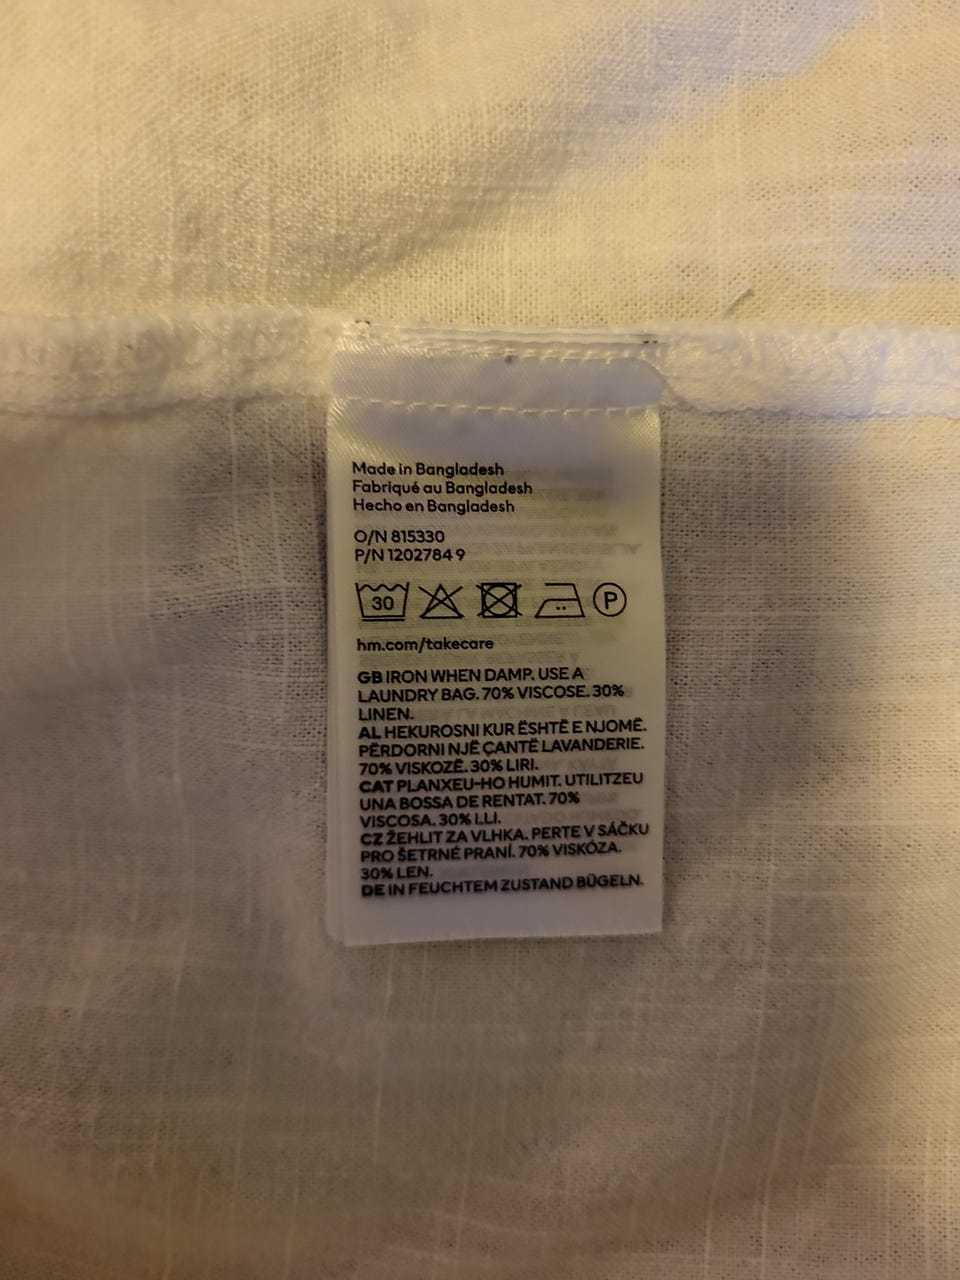 Made in Bangladesh
Fabriqué au Bangladesh
Hecho en Bangladesh
O/N 815330
P/N 1202784 9
30 P
hm.com/takecare
GB IRON WHEN DAMP. USE A
LAUNDRY BAG. 70% VISCOSE. 30%
LINEN.
AL HEKUROSNI KUR ËSHTË E NJOMË.
PËRDORNI NJË ÇANTË LAVANDERIE.
70% VISKOZË. 30% LIRI.
CAT PLANXEU-HO HUMIT. UTILITZEU
UNA BOSSA DE RENTAT. 70%
VISCOSA. 30% LLI.
CZ ŽEHLIT ZA VLHKA. PERTE V SÁČKU
PRO ŠETRNÉ PRANÍ. 70% VISKÓZA.
30% LEN.
DE IN FEUCHTEM ZUSTAND BÜGELN.